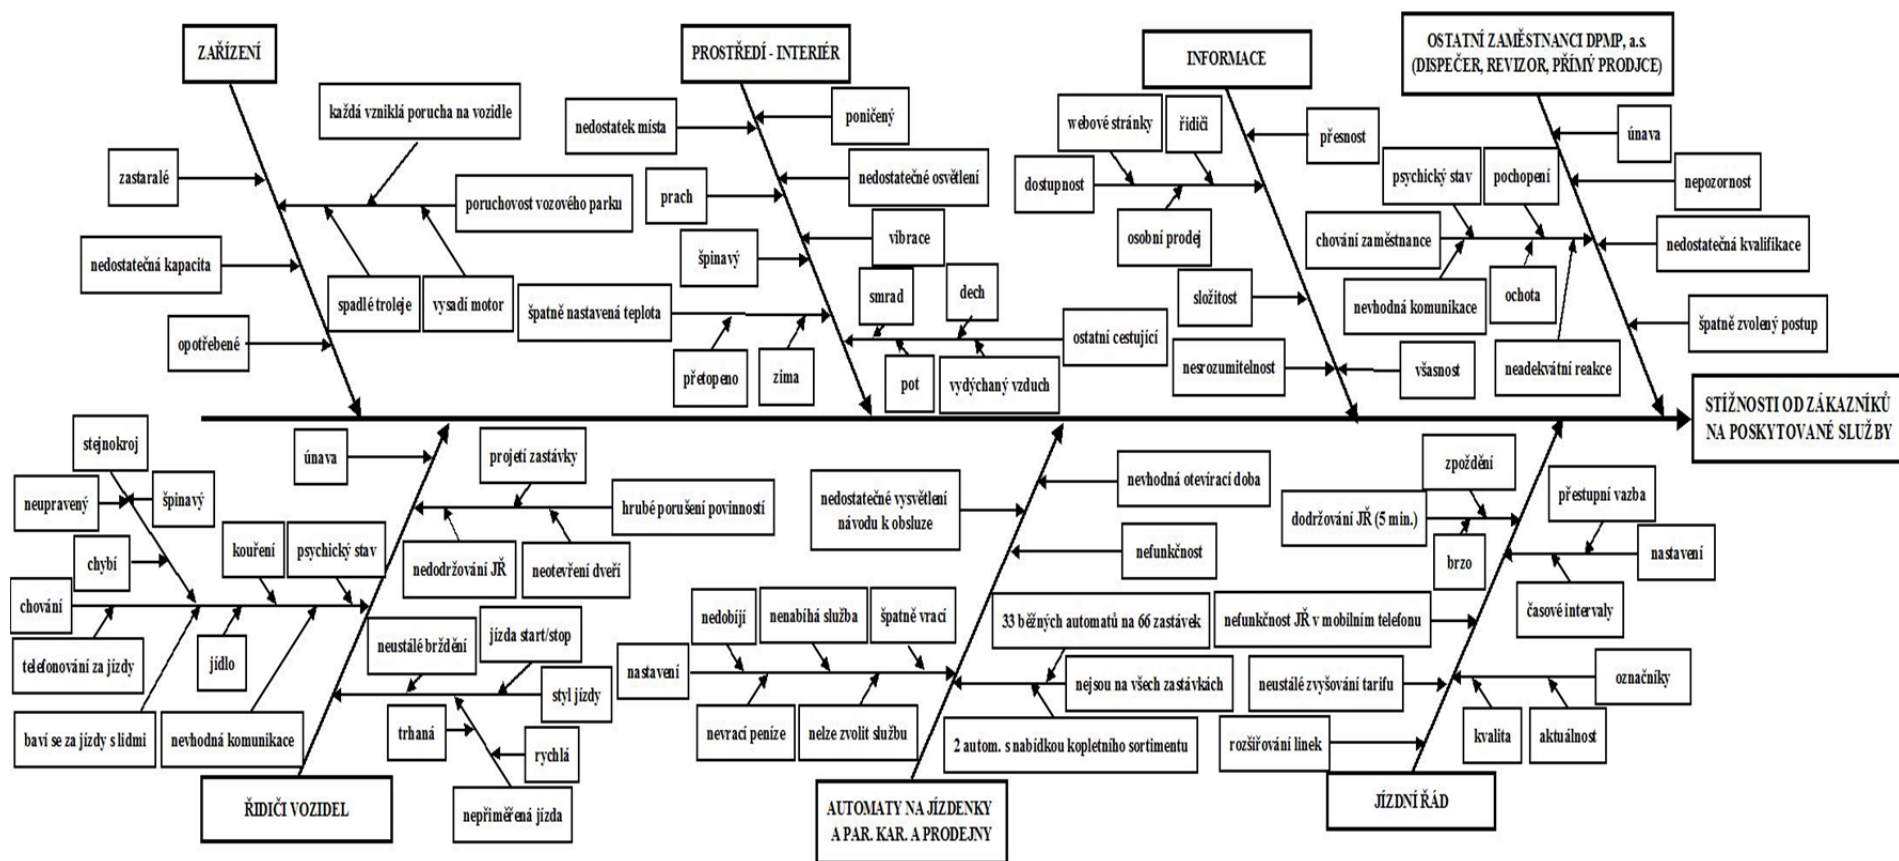 ZAŘÍZENÍ
každá vzniklá porucha na vozidle
zastaralé
poruchovost vozového parku
nedostatečná kapacita
spadlé troleje
vysadí motor
opotřebené
PROSTŘEDÍ - INTERIÉR
nedostatek místa
poničený
nedostatečné osvětlení
prach
vibrace
špinavý
smrad
dech
špatně nastavená teplota
ostatní cestující
přetopeno
zima
pot
vydýchaný vzduch
INFORMACE
webové stránky
řidiči
přesnost
dostupnost
osobní prodej
složitost
nesrozumitelnost
všasnost
OSTATNÍ ZAMĚSTNANCI DPMP, a.s.
(DISPEČER, REVIZOR, PŘÍMÝ PRODJCE)
únava
psychický stav
pochopení
nepozornost
chování zaměstnance
nedostatečná kvalifikace
nevhodná komunikace
ochota
špatně zvolený postup
neadekvátní reakce
STÍŽNOSTI OD ZÁKAZNÍKŮ
NA POSKYTOVANÉ SLUŽBY
stejnokroj
únava
projetí zastávky
neupravený
špinavý
hrubé porušení povinností
chybí
kouření
psychický stav
nedodržování JŘ
neotevření dveří
chování
telefonování za jízdy
jídlo
neustálé brždění
jízda start/stop
styl jízdy
baví se za jízdy s lidmi
nevhodná komunikace
trhaná
rychlá
nepřiměřená jízda
ŘIDIČI VOZIDEL
nedostatečné vysvětlení
návodu k obsluze
nevhodná otevírací doba
nefunkčnost
nedobíjí
nenabíhá služba
špatně vrací
33 běžných automatů na 66 zastávek
nastavení
nejsou na všech zastávkách
nevrací peníze
nelze zvolit službu
2 autom. s nabídkou kopletního sortimentu
AUTOMATY NA JÍZDENKY
A PAR. KAR. A PRODEJNY
zpoždění
přestupní vazba
dodržování JŘ (5 min.)
brzo
nastavení
časové intervaly
nefunkčnost JŘ v mobilním telefonu
neustálé zvyšování tarifu
označníky
rozšiřování linek
kvalita
aktuálnost
JÍZDNÍ ŘÁD